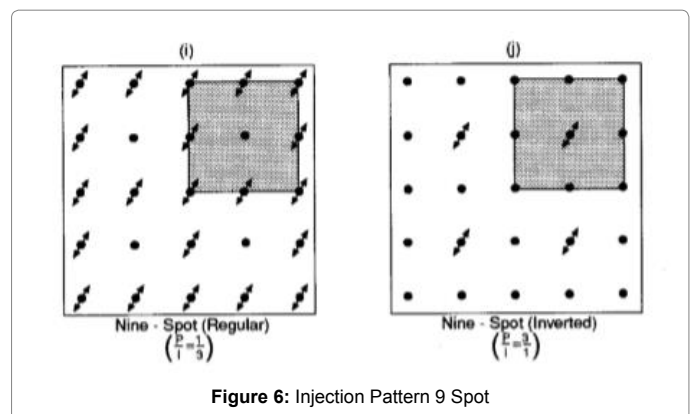 (i)
(j)
Nine - Spot (Regular)
(P/I=1/3)
Nine - Spot (Inverted)
(P/I=3/1)
Figure 6: Injection Pattern 9 Spot